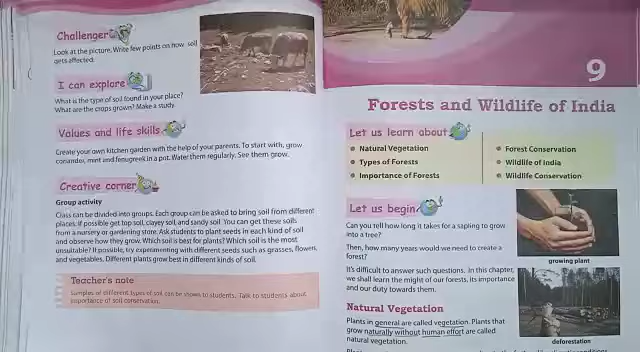 Challenger
Look at the picture. Write few points on how soil
gets affected.
I can explore
What is the type of soil found in your place?
What are the crops grown? Make a study.
Values and life skills
Create your own kitchen garden with the help of your parents. To start with, grow
coriander, mint and fenugreek in a pot. Water them regularly. See them grow.
Creative corner
Group activity
Class can be divided into groups. Each group can be asked to bring soil from different
places. If possible get top soil, clayey soil, and sandy soil. You can get these soils
from a nursery or gardening store. Ask students to plant seeds in each kind of soil
and observe how they grow. Which soil is best for plants? Which soil is the most
unsuitable? If possible, try experimenting with different seeds such as grasses, flowers,
and vegetables. Different plants grow best in different kinds of soil.
Teacher's note
Samples of different types of soil can be shown to students. Talk to students about
importance of soil conservation.
9
Forests and Wildlife of India
Let us learn about
Natural Vegetation
Types of Forests
Importance of Forests
Forest Conservation
Wildlife of India
Wildlife Conservation
Let us begin
Can you tell how long it takes for a sapling to grow
into a tree?
Then, how many years would we need to create a
forest?
It's difficult to answer such questions. In this chapter,
we shall learn the might of our forests, its importance
and our duty towards them.
growing plant
Natural Vegetation
Plants in general are called vegetation. Plants that
grow naturally without human effort are called
natural vegetation.
deforestation